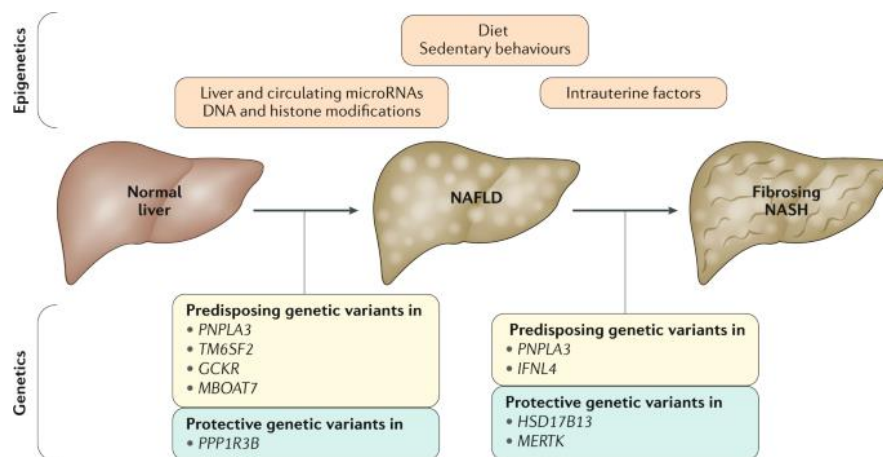 Epigenetics
Diet
Sedentary behaviours
Liver and circulating microRNAs
DNA and histone modifications
Intrauterine factors
Normal
liver
NAFLD
Fibrosing
NASH
Genetics
Predisposing genetic variants in
• PNPLA3
• TM6SF2
• GCKR
• MBOAT7
Protective genetic variants in
• PPP1R3B
Predisposing genetic variants in
• PNPLA3
• IFNL4
Protective genetic variants in
• HSD17B13
• MERTK